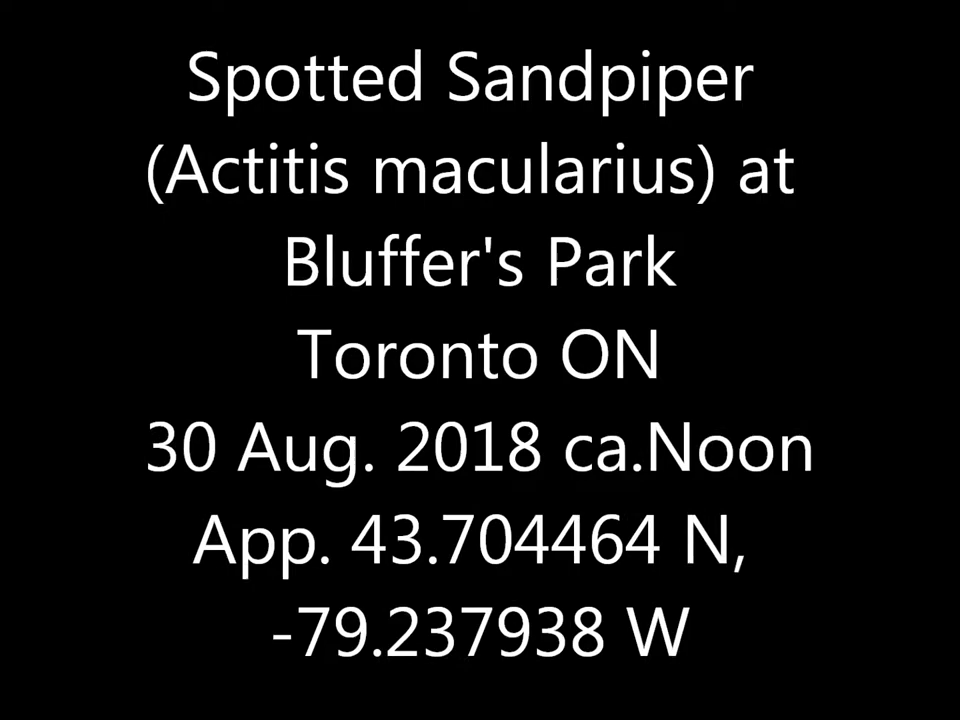 Spotted Sandpiper
(Actitis macularius) at
Bluffer's Park
Toronto ON
30 Aug. 2018 ca.Noon
App. 43.704464 N,
-79.237938 W